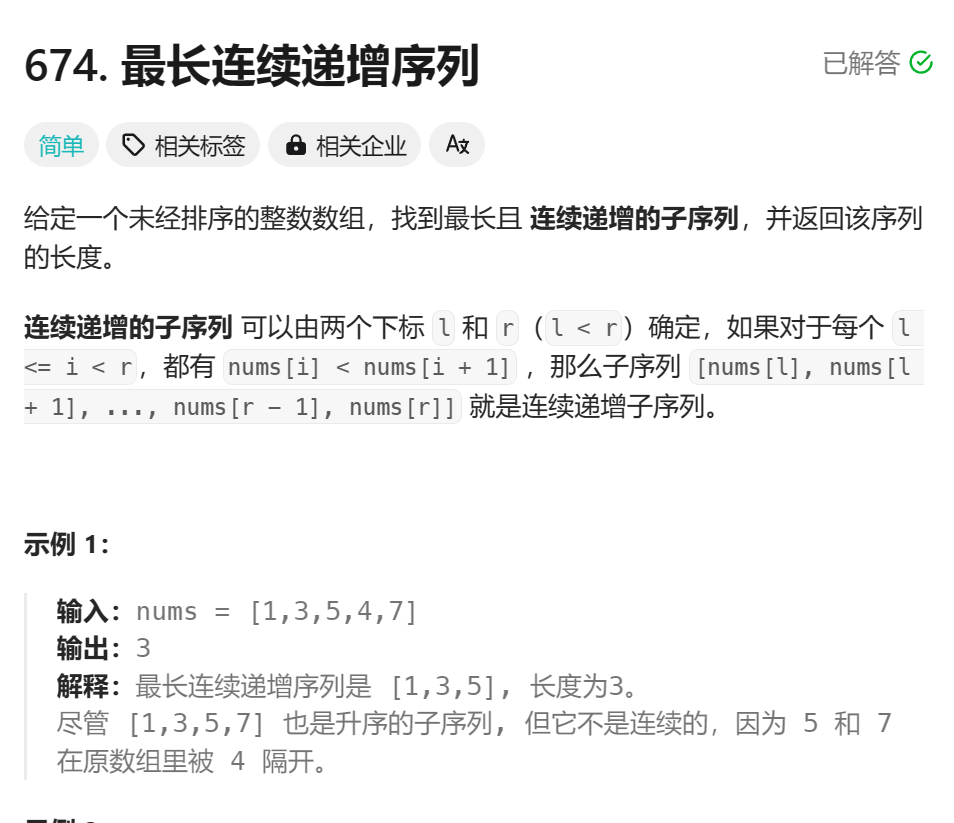 674. 最长连续递增序列
已解答
简单 相关标签 相关企业 A文
给定一个未经排序的整数数组，找到最长且 连续递增的子序列，并返回该序列
的长度。
连续递增的子序列 可以由两个下标 l 和 r（l < r）确定，如果对于每个 l
<= i < r，都有 nums[i] < nums[i + 1] ，那么子序列 [nums[l], nums[l
+ 1], ..., nums[r - 1], nums[r]] 就是连续递增子序列。
示例 1：
输入：nums = [1,3,5,4,7]
输出：3
解释：最长连续递增序列是 [1,3,5], 长度为3。
尽管 [1,3,5,7] 也是升序的子序列, 但它不是连续的，因为 5 和 7
在原数组里被 4 隔开。